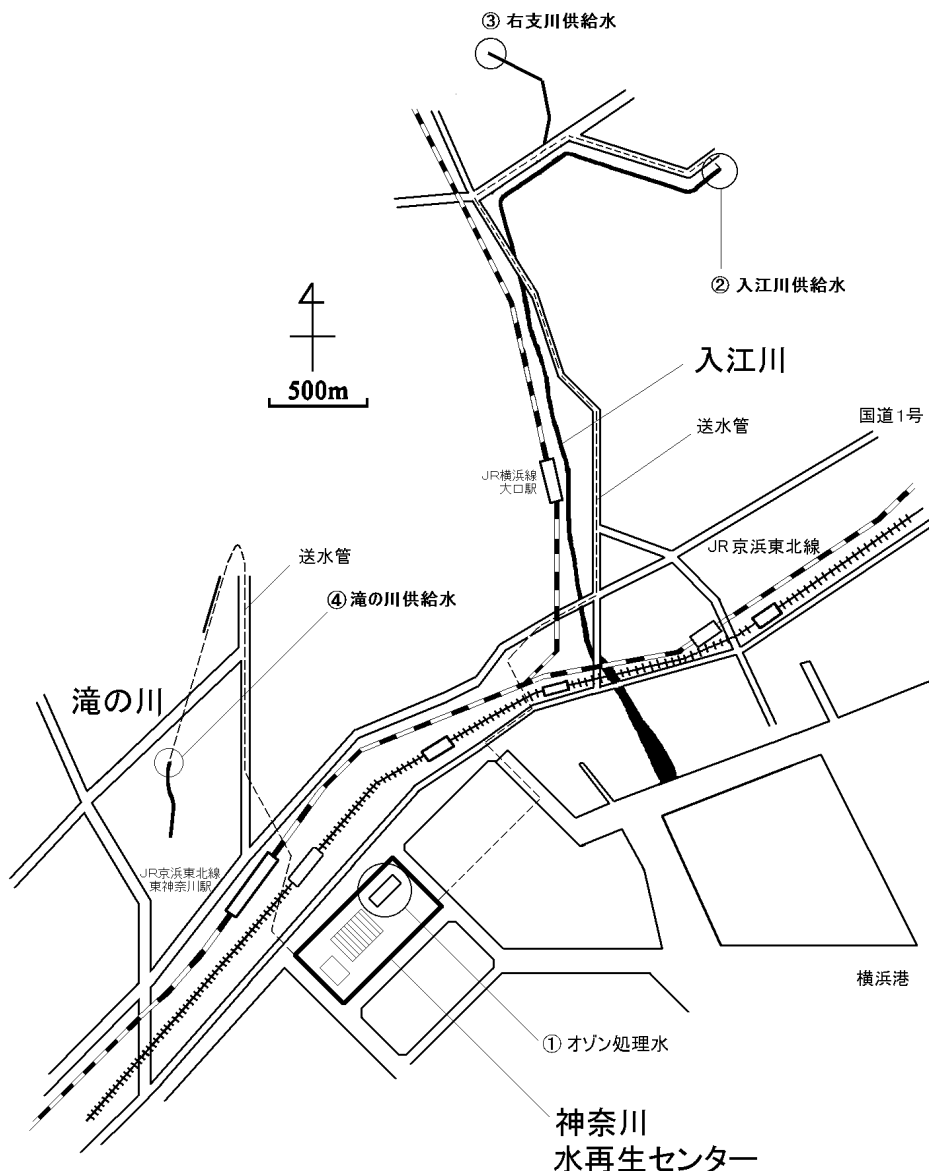 ③ 右支川供給水
② 入江川供給水
500m
入江川
国道1号
送水管
JR横浜線
大口駅
JR京浜東北線
送水管
④ 滝の川供給水
滝の川
JR京浜東北線
東神奈川駅
横浜港
① オゾン処理水
神奈川
水再生センター